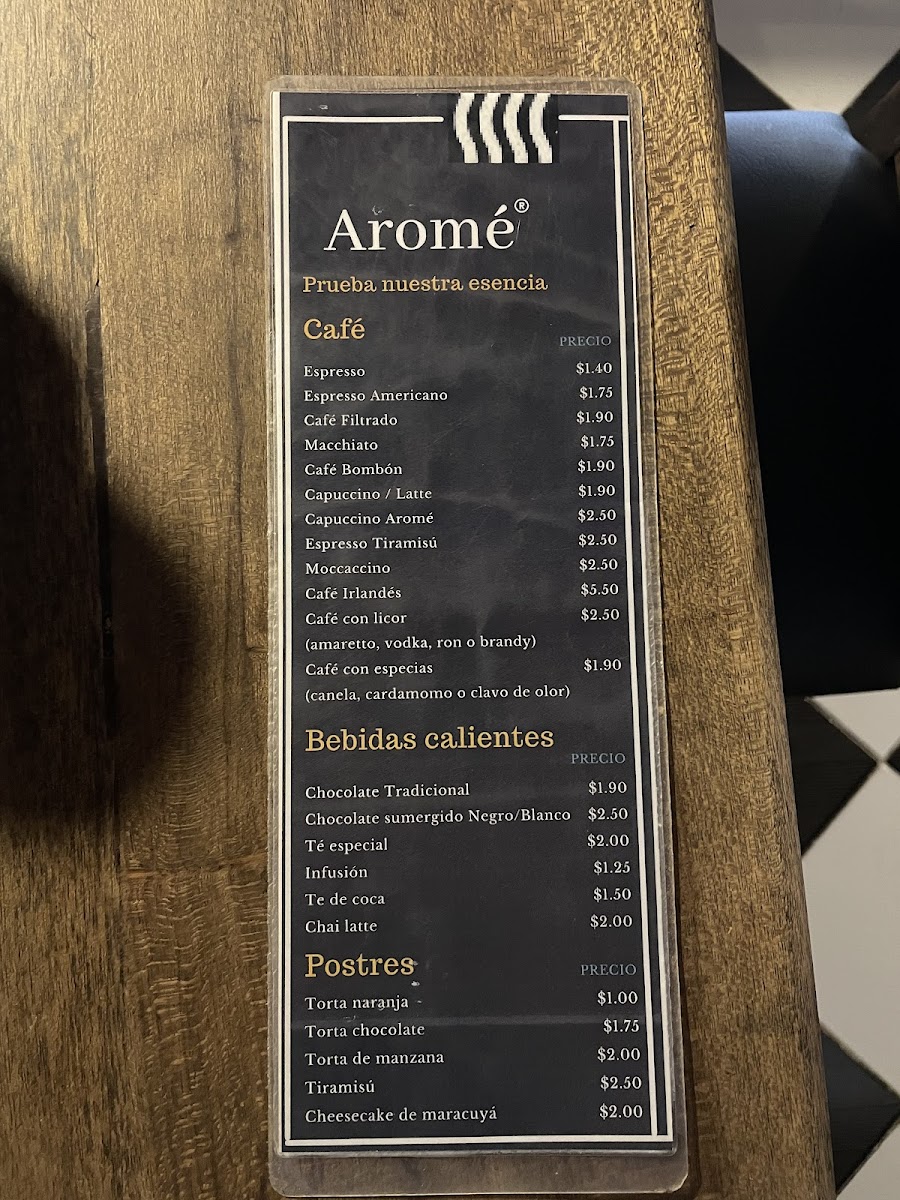 Aromé®
Prueba nuestra esencia
Café
PRECIO
Espresso $1.40
Espresso Americano $1.75
Café Filtrado $1.90
Macchiato $1.75
Café Bombón $1.90
Capuccino / Latte $1.90
Capuccino Aromé $2.50
Espresso Tiramisú $2.50
Moccaccino $2.50
Café Irlandés $5.50
Café con licor $2.50
(amaretto, vodka, ron o brandy)
Café con especias $1.90
(canela, cardamomo o clavo de olor)
Bebidas calientes
PRECIO
Chocolate Tradicional $1.90
Chocolate sumergido Negro/Blanco $2.50
Té especial $2.00
Infusión $1.25
Te de coca $1.50
Chai latte $2.00
Postres PRECIO
Torta naranja $1.00
Torta chocolate $1.75
Torta de manzana $2.00
Tiramisú $2.50
Cheesecake de maracuyá $2.00